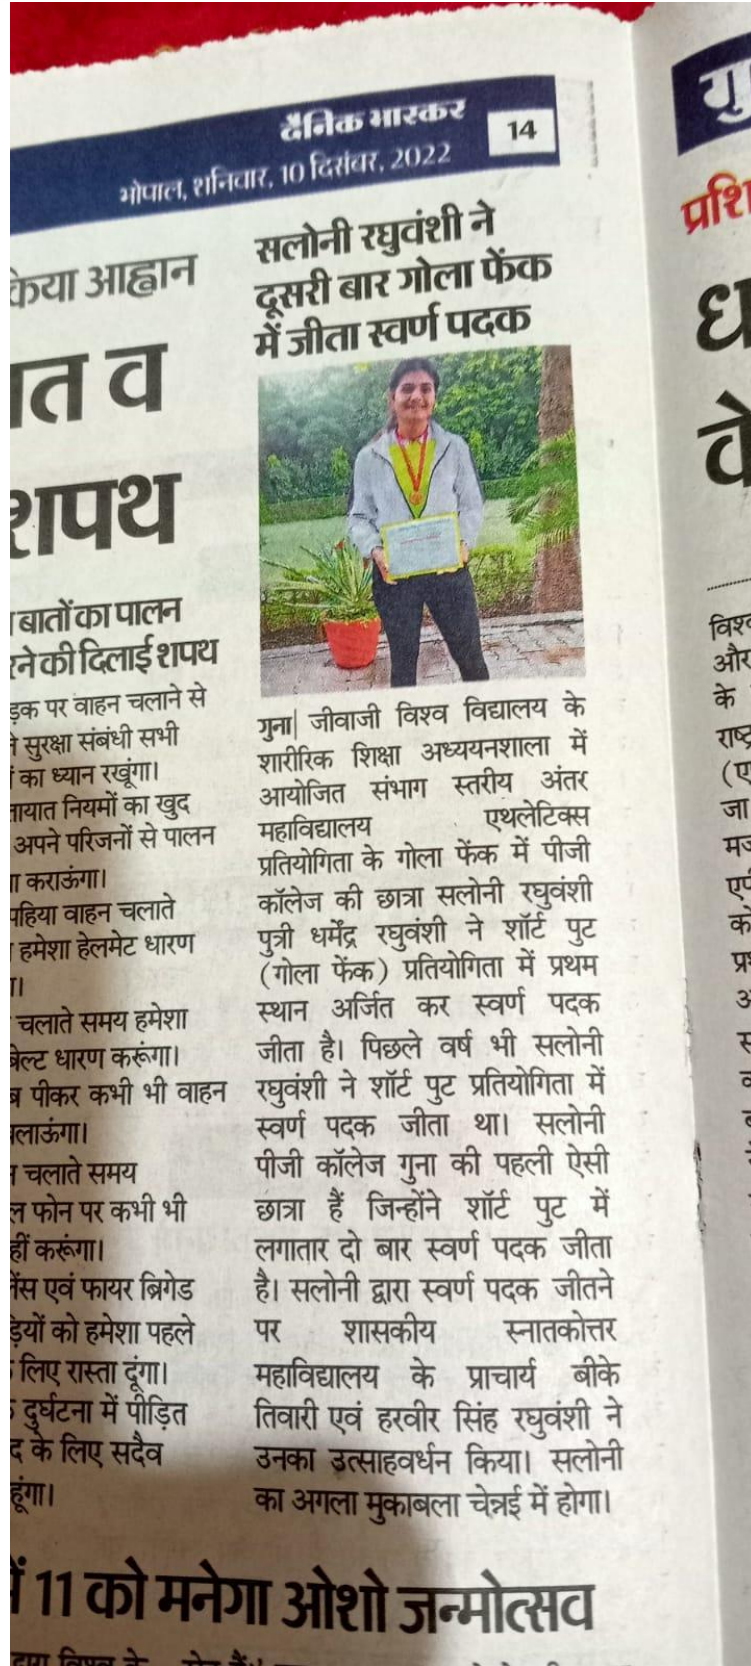 दैनिक भास्कर
14
भोपाल, शनिवार, 10 दिसंबर, 2022
आह्वान
व
शपथ
बातों का पालन
की दिलाई शपथ
पर वाहन चलाने से
सुरक्षा संबंधी सभी
का ध्यान रखूंगा।
नियमों का खुद
अपने परिजनों से पालन
कराऊंगा।
वाहन चलाते
हमेशा हेलमेट धारण
चलाते समय हमेशा
धारण करूंगा।
पीकर कभी भी वाहन
चलाते समय
फोन पर कभी भी
करूंगा।
एवं फायर ब्रिगेड
को हमेशा पहले
लिए रास्ता दूंगा।
दुर्घटना में पीड़ित
के लिए सदैव
सलोनी रघुवंशी ने
दूसरी बार गोला फेंक
में जीता स्वर्ण पदक
गुना| जीवाजी विश्व विद्यालय के
शारीरिक शिक्षा अध्ययनशाला में
आयोजित संभाग स्तरीय अंतर
महाविद्यालय एथलेटिक्स
प्रतियोगिता के गोला फेंक में पीजी
कॉलेज की छात्रा सलोनी रघुवंशी
पुत्री धर्मेंद्र रघुवंशी ने शॉर्ट पुट
(गोला फेंक) प्रतियोगिता में प्रथम
स्थान अर्जित कर स्वर्ण पदक
जीता है। पिछले वर्ष भी सलोनी
रघुवंशी ने शॉर्ट पुट प्रतियोगिता में
स्वर्ण पदक जीता था। सलोनी
पीजी कॉलेज गुना की पहली ऐसी
छात्रा हैं जिन्होंने शॉर्ट पुट में
लगातार दो बार स्वर्ण पदक जीता
है। सलोनी द्वारा स्वर्ण पदक जीतने
पर शासकीय स्नातकोत्तर
महाविद्यालय के प्राचार्य बीके
तिवारी एवं हरवीर सिंह रघुवंशी ने
उनका उत्साहवर्धन किया। सलोनी
का अगला मुकाबला चेन्नई में होगा।
11 को मनेगा ओशो जन्मोत्सव
और
के